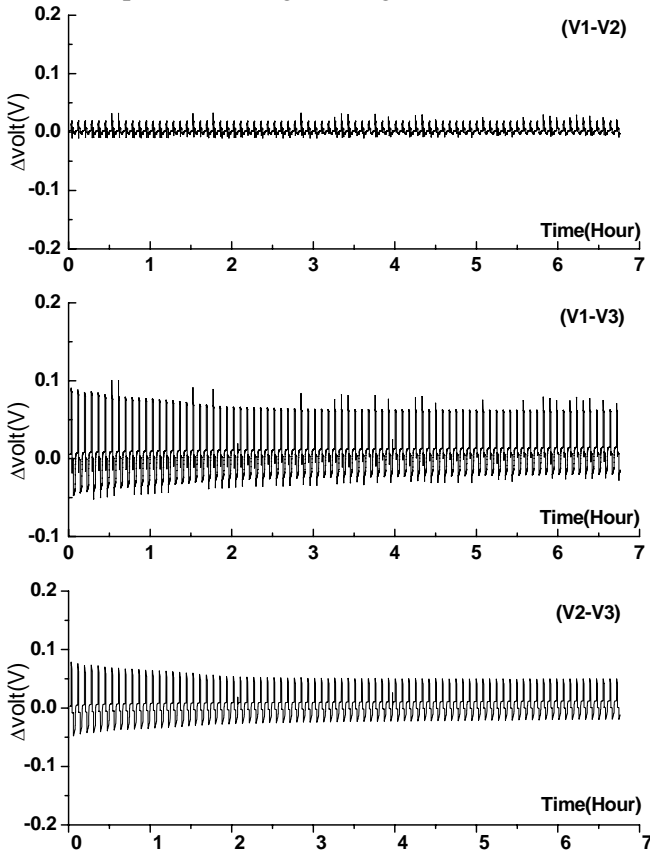 (V1-V2)
0.2
0.1
0.0
-0.1
-0.2
Δvolt(V)
Time(Hour)
0 1 2 3 4 5 6 7
(V1-V3)
0.2
0.1
0.0
-0.1
Δvolt(V)
Time(Hour)
0 1 2 3 4 5 6 7
(V2-V3)
0.2
0.1
0.0
-0.1
-0.2
Δvolt(V)
Time(Hour)
0 1 2 3 4 5 6 7